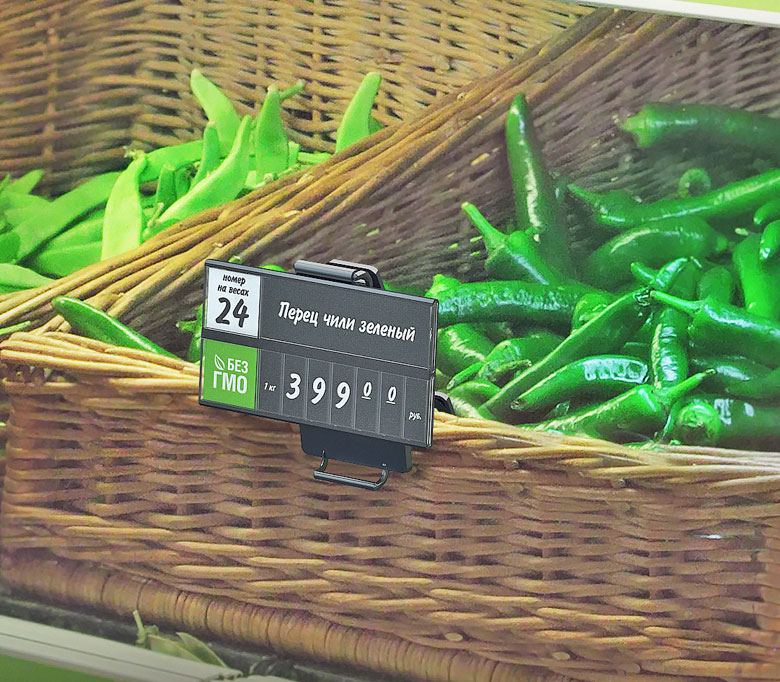 номер
на весах
24
Перец чили зеленый
БЕЗ
ГМО
1 кг 399 00 руб.